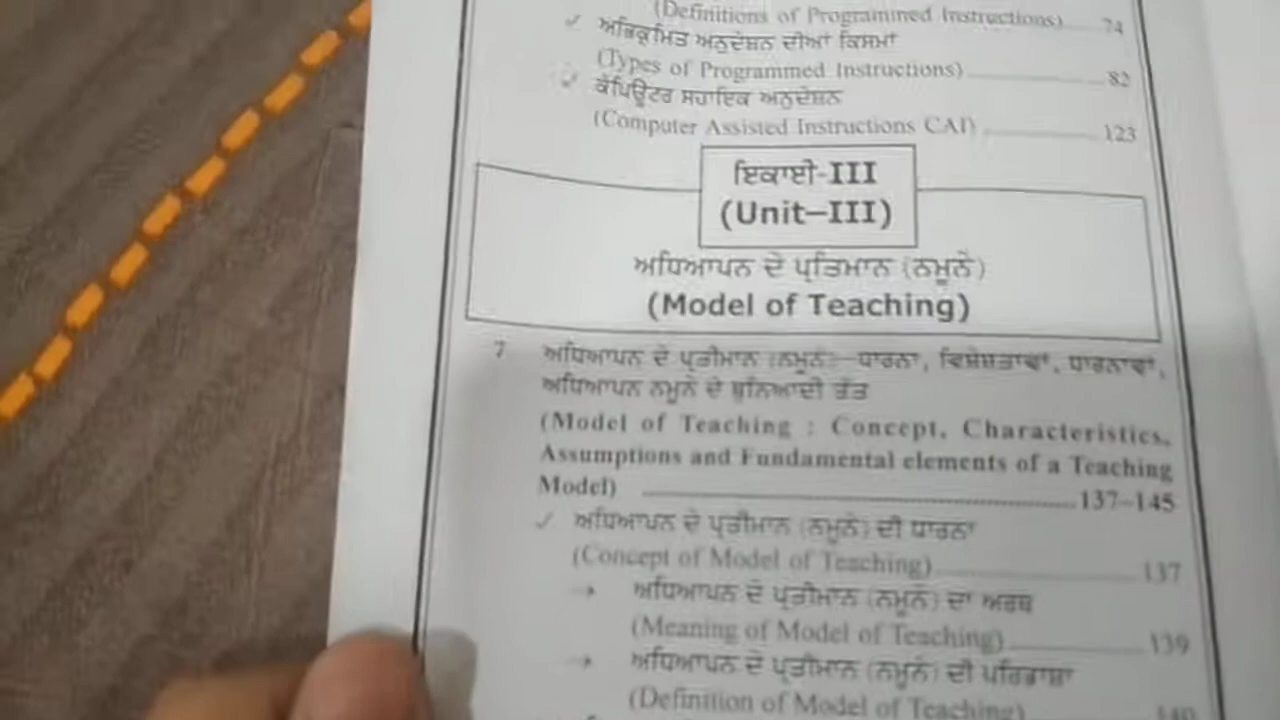 (Definitions of Programmed Instructions) 74
ਅਭਿਕ੍ਰਮਿਤ ਅਨੁਦੇਸ਼ਨ ਦੀਆਂ ਕਿਸਮਾਂ
(Types of Programmed Instructions) 82
ਕੰਪਿਊਟਰ ਸਹਾਇਕ ਅਨੁਦੇਸ਼ਨ
(Computer Assisted Instructions CAI) 123
ਇਕਾਈ-III
(Unit–III)
ਅਧਿਆਪਨ ਦੇ ਪ੍ਰਤਿਮਾਨ (ਨਮੂਨੇ)
(Model of Teaching)
7 ਅਧਿਆਪਨ ਦੇ ਪ੍ਰਤੀਮਾਨ (ਨਮੂਨੇ)—ਧਾਰਨਾ, ਵਿਸ਼ੇਸ਼ਤਾਵਾਂ, ਧਾਰਨਾਵਾਂ,
ਅਧਿਆਪਨ ਨਮੂਨੇ ਦੇ ਬੁਨਿਆਦੀ ਤੱਤ
(Model of Teaching : Concept, Characteristics,
Assumptions and Fundamental elements of a Teaching
Model) 137–145
ਅਧਿਆਪਨ ਦੇ ਪ੍ਰਤੀਮਾਨ (ਨਮੂਨੇ) ਦੀ ਧਾਰਨਾ
(Concept of Model of Teaching) 137
ਅਧਿਆਪਨ ਦੇ ਪ੍ਰਤੀਮਾਨ (ਨਮੂਨੇ) ਦਾ ਅਰਥ
(Meaning of Model of Teaching) 139
ਅਧਿਆਪਨ ਦੇ ਪ੍ਰਤੀਮਾਨ (ਨਮੂਨੇ) ਦੀ ਪਰਿਭਾਸ਼ਾ
(Definition of Model of Teaching) 140